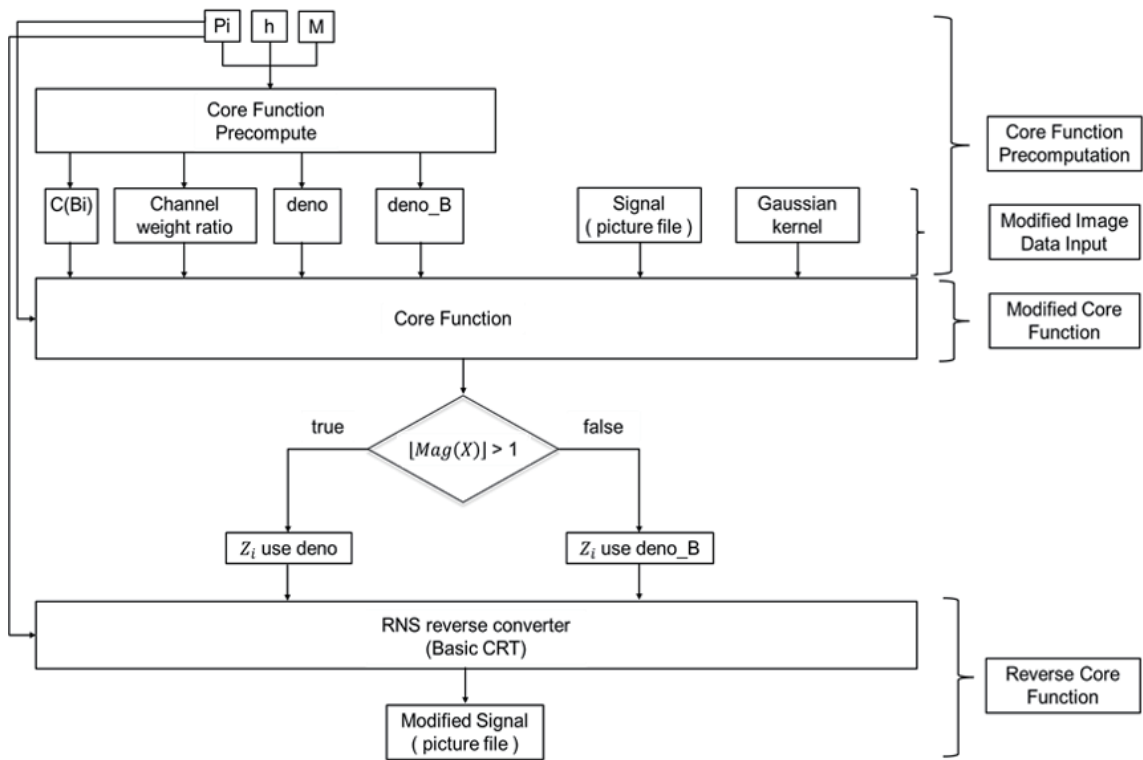 Pi
h
M
Core Function
Precompute
Core Function
Precomputation
C(Bi)
Channel
weight ratio
deno
deno_B
Signal
( picture file )
Gaussian
kernel
Modified Image
Data Input
Core Function
Modified Core
Function
true
false
⌊Mag(X)⌋ > 1
Zᵢ use deno
Zᵢ use deno_B
RNS reverse converter
(Basic CRT)
Reverse Core
Function
Modified Signal
( picture file )